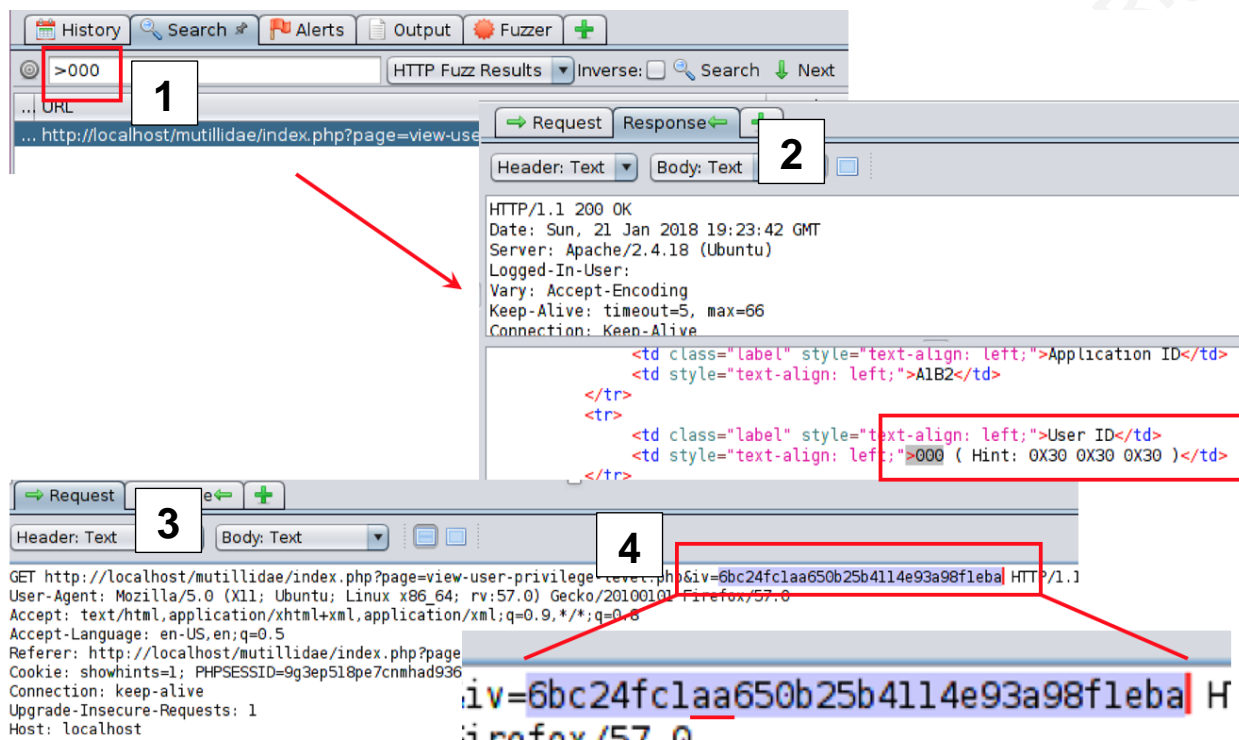 History Search Alerts Output Fuzzer
>000 HTTP Fuzz Results Inverse: Search Next
1
... URL
... http://localhost/mutillidae/index.php?page=view-use
Request Response
2
Header: Text Body: Text
HTTP/1.1 200 OK
Date: Sun, 21 Jan 2018 19:23:42 GMT
Server: Apache/2.4.18 (Ubuntu)
Logged-In-User:
Vary: Accept-Encoding
Keep-Alive: timeout=5, max=66
Connection: Keep-Alive
<td class="label" style="text-align: left;">Application ID</td>
<td style="text-align: left;">A1B2</td>
</tr>
<tr>
<td class="label" style="text-align: left;">User ID</td>
<td style="text-align: left;">000 ( Hint: 0X30 0X30 0X30 )</td>
</tr>
Request e
3
4
Header: Text Body: Text
GET http://localhost/mutillidae/index.php?page=view-user-privilege-level.php&iv=6bc24fc1aa650b25b4114e93a98f1eba HTTP/1.1
User-Agent: Mozilla/5.0 (X11; Ubuntu; Linux x86_64; rv:57.0) Gecko/20100101 Firefox/57.0
Accept: text/html,application/xhtml+xml,application/xml;q=0.9,*/*;q=0.8
Accept-Language: en-US,en;q=0.5
Referer: http://localhost/mutillidae/index.php?page
Cookie: showhints=1; PHPSESSID=9g3ep518pe7cnmhad936
Connection: keep-alive
Upgrade-Insecure-Requests: 1
Host: localhost
iv=6bc24fc1aa650b25b4114e93a98f1eba H
irefox/57.0